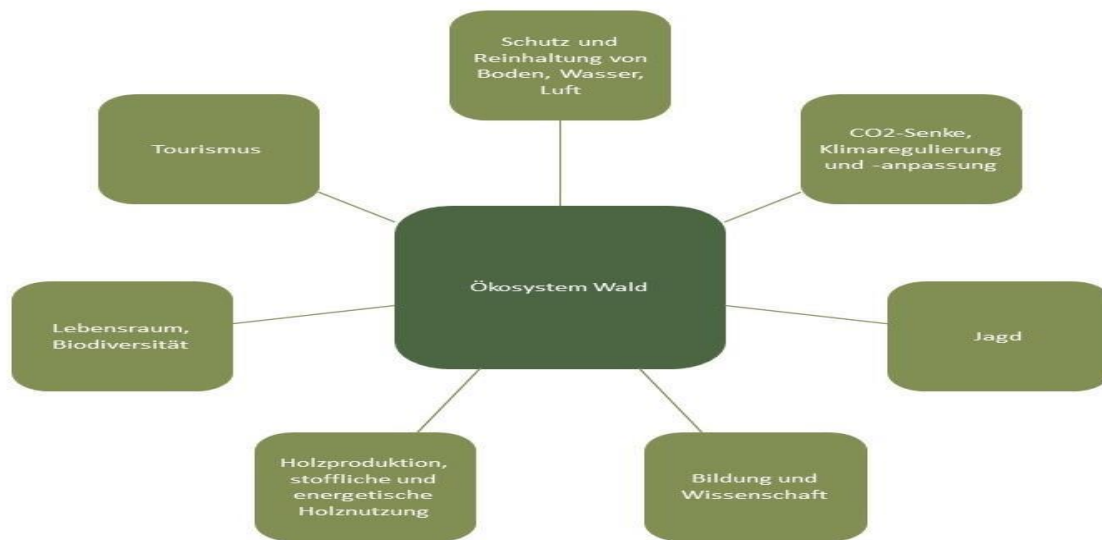 Schutz und
Reinhaltung von
Boden, Wasser,
Luft
CO2-Senke,
Klimaregulierung
und -anpassung
Jagd
Bildung und
Wissenschaft
Holzproduktion,
stoffliche und
energetische
Holznutzung
Lebensraum,
Biodiversität
Tourismus
Ökosystem Wald